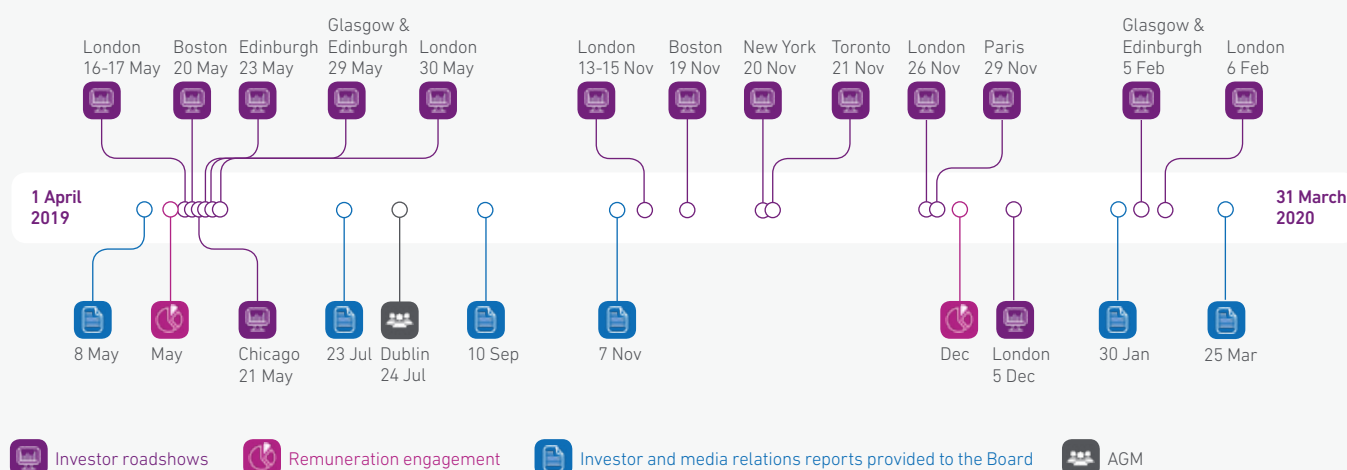 London
16-17 May
Boston
20 May
Edinburgh
23 May
Glasgow &
Edinburgh
29 May
London
30 May
London
13-15 Nov
Boston
19 Nov
New York
20 Nov
Toronto
21 Nov
London
26 Nov
Paris
29 Nov
Glasgow &
Edinburgh
5 Feb
London
6 Feb
1 April
2019
31 March
2020
8 May
May
Chicago
21 May
23 Jul
Dublin
24 Jul
10 Sep
7 Nov
Dec
London
5 Dec
30 Jan
25 Mar
Investor roadshows
Remuneration engagement
Investor and media relations reports provided to the Board
AGM